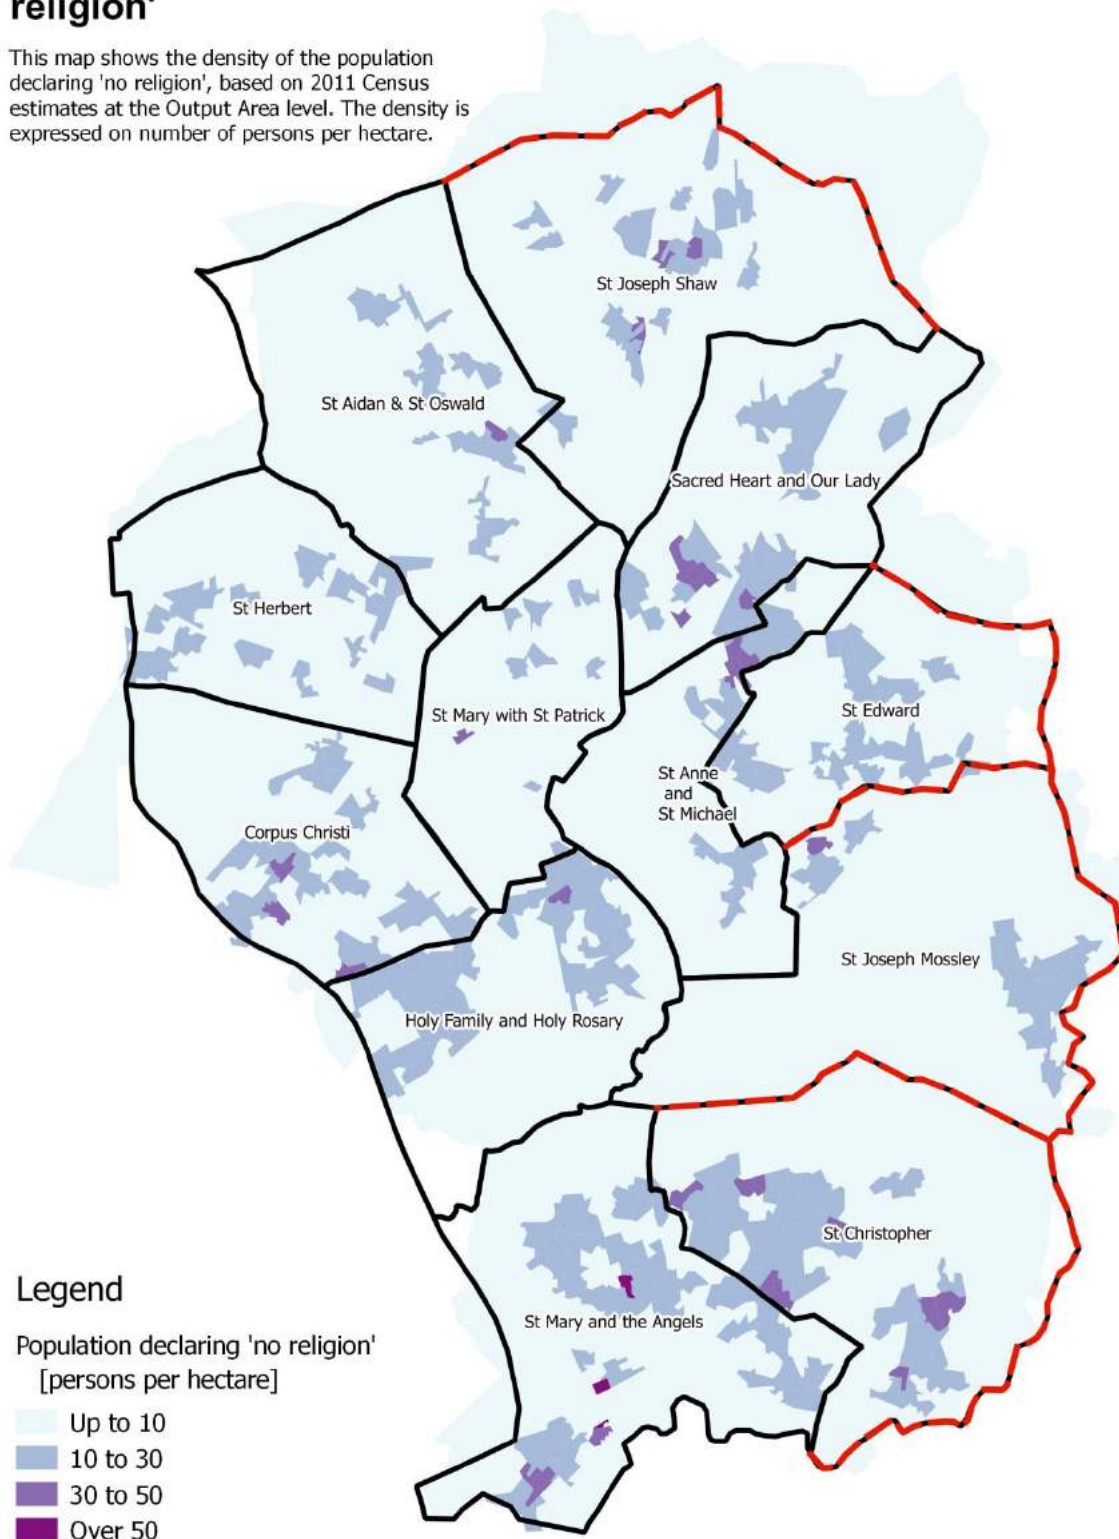 religion'
This map shows the density of the population
declaring 'no religion', based on 2011 Census
estimates at the Output Area level. The density is
expressed on number of persons per hectare.
St Joseph Shaw
St Aidan & St Oswald
Sacred Heart and Our Lady
St Herbert
St Mary with St Patrick
St Edward
St Anne
and
St Michael
Corpus Christi
St Joseph Mossley
Holy Family and Holy Rosary
St Christopher
St Mary and the Angels
Legend
Population declaring 'no religion'
[persons per hectare]
Up to 10
10 to 30
30 to 50
Over 50